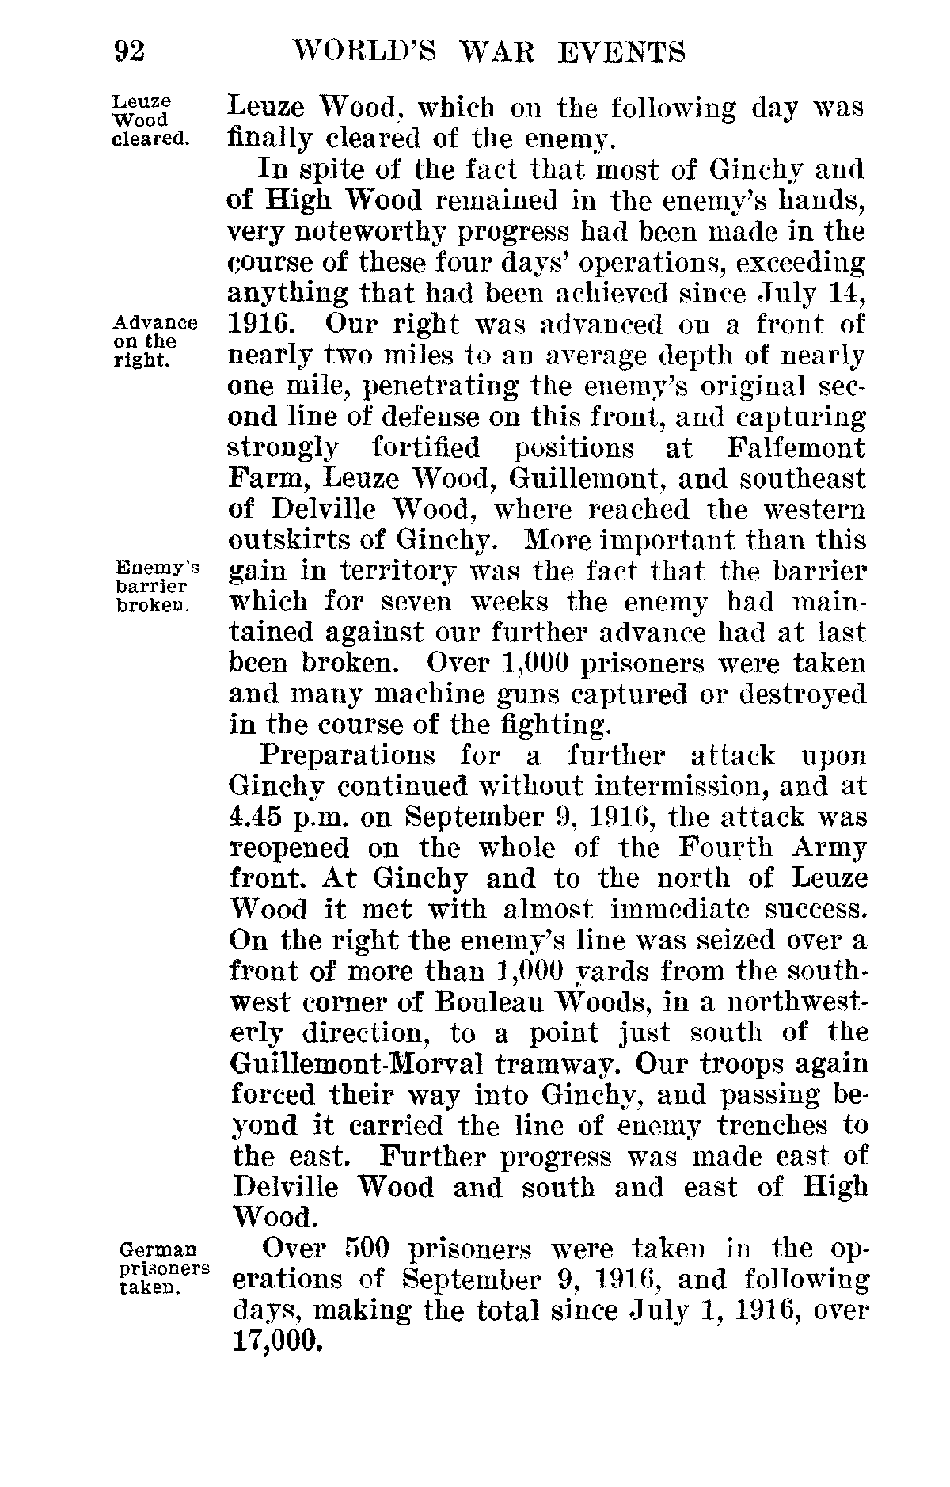 92 WORLD'S WAR EVENTS
Leuze
Wood
cleared.
Leuze Wood, which on the following day was
finally cleared of the enemy.
In spite of the fact that most of Ginchy and
of High Wood remained in the enemy's hands,
very noteworthy progress had been made in the
course of these four days' operations, exceeding
anything that had been achieved since July 14,
Advance
on the
right.
1916. Our right was advanced on a front of
nearly two miles to an average depth of nearly
one mile, penetrating the enemy's original sec-
ond line of defense on this front, and capturing
strongly fortified positions at Falfemont
Farm, Leuze Wood, Guillemont, and southeast
of Delville Wood, where reached the western
outskirts of Ginchy. More important than this
Enemy's
barrier
broken.
gain in territory was the fact that the barrier
which for seven weeks the enemy had main-
tained against our further advance had at last
been broken. Over 1,000 prisoners were taken
and many machine guns captured or destroyed
in the course of the fighting.
Preparations for a further attack upon
Ginchy continued without intermission, and at
4.45 p.m. on September 9, 1916, the attack was
reopened on the whole of the Fourth Army
front. At Ginchy and to the north of Leuze
Wood it met with almost immediate success.
On the right the enemy's line was seized over a
front of more than 1,000 yards from the south-
west corner of Bouleau Woods, in a northwest-
erly direction, to a point just south of the
Guillemont-Morval tramway. Our troops again
forced their way into Ginchy, and passing be-
yond it carried the line of enemy trenches to
the east. Further progress was made east of
Delville Wood and south and east of High
Wood.
German
prisoners
taken.
Over 500 prisoners were taken in the op-
erations of September 9, 1916, and following
days, making the total since July 1, 1916, over
17,000.